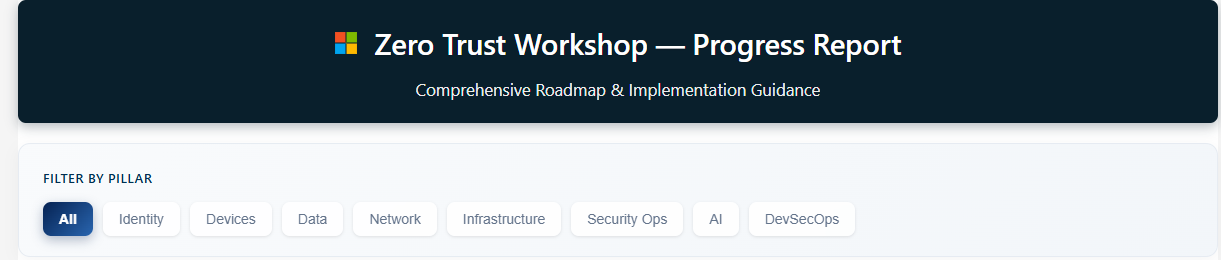 Zero Trust Workshop — Progress Report
Comprehensive Roadmap & Implementation Guidance
FILTER BY PILLAR
All Identity Devices Data Network Infrastructure Security Ops AI DevSecOps